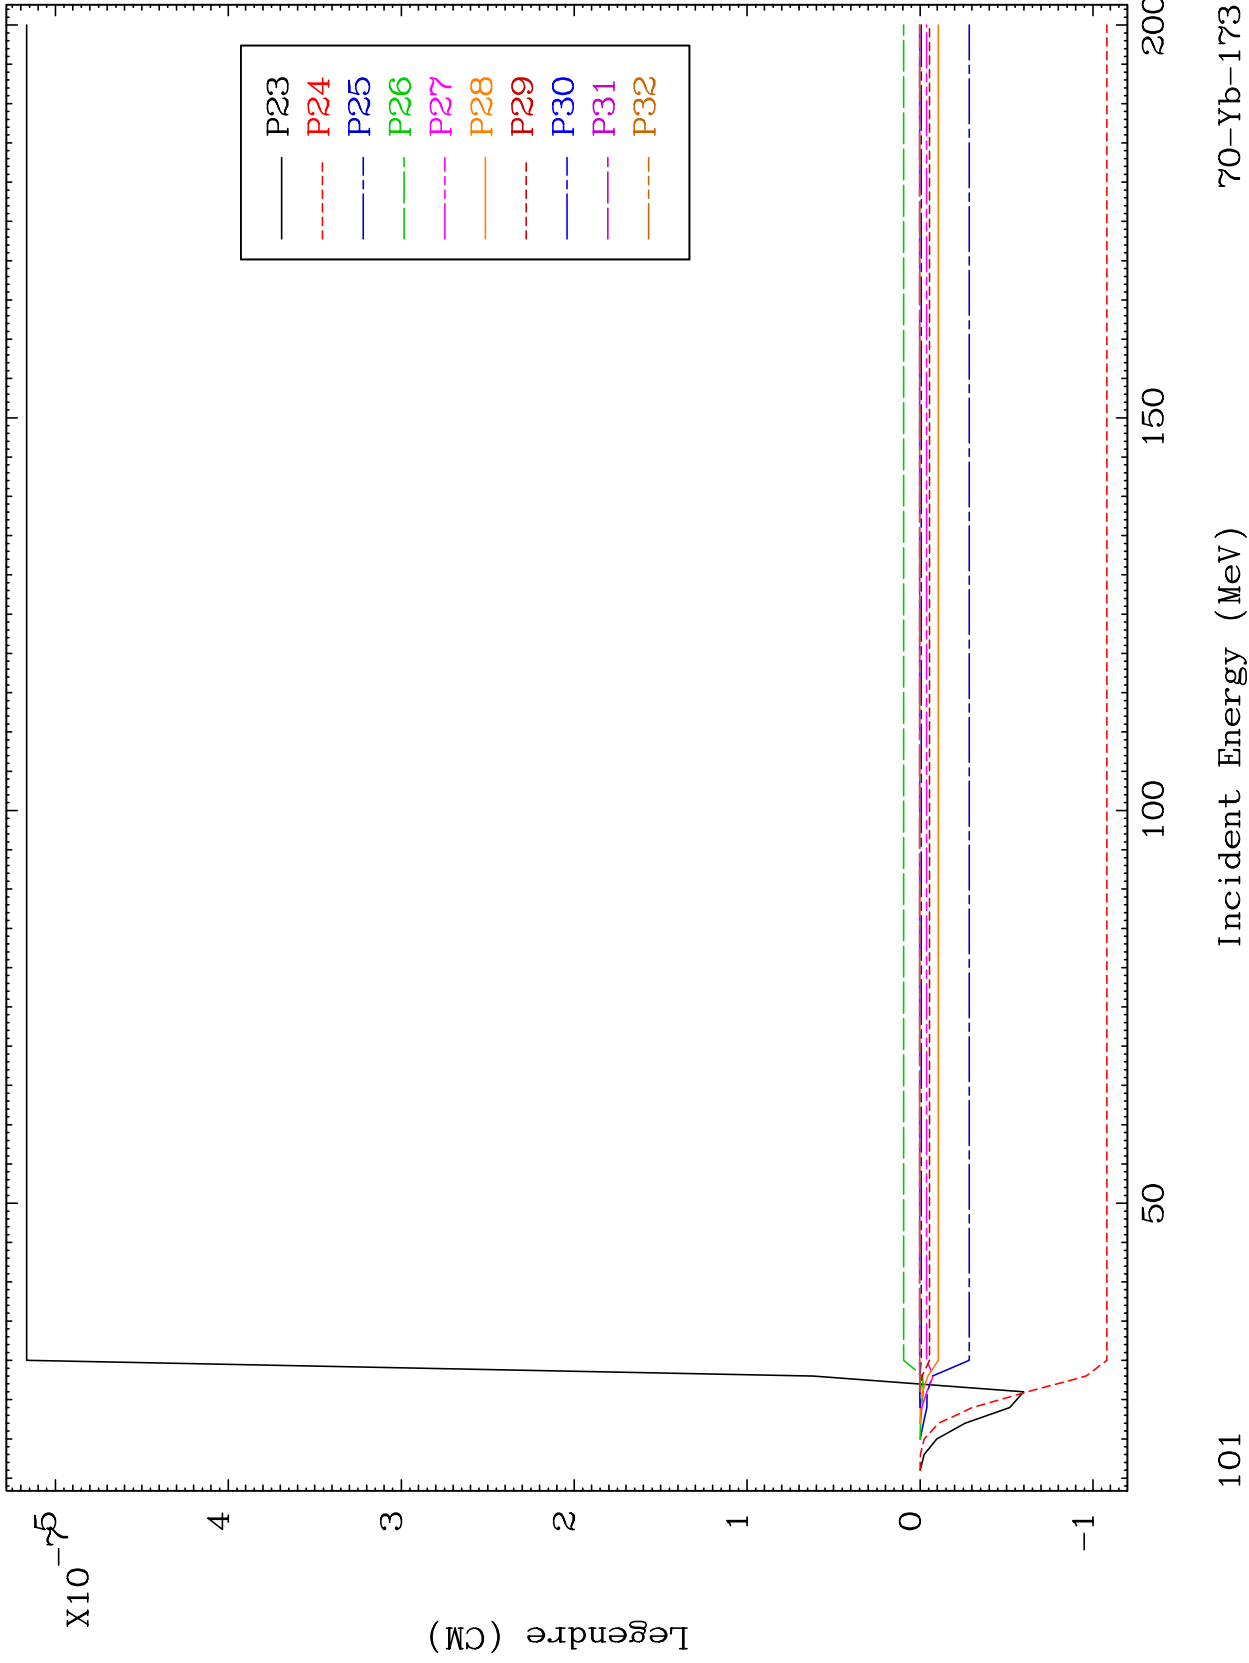 X10
-7
5
4
3
2
1
0
-1
Legendre (CM)
P23
P24
P25
P26
P27
P28
P29
P30
P31
P32
50
100
150
200
Incident Energy (MeV)
101
70-Yb-173